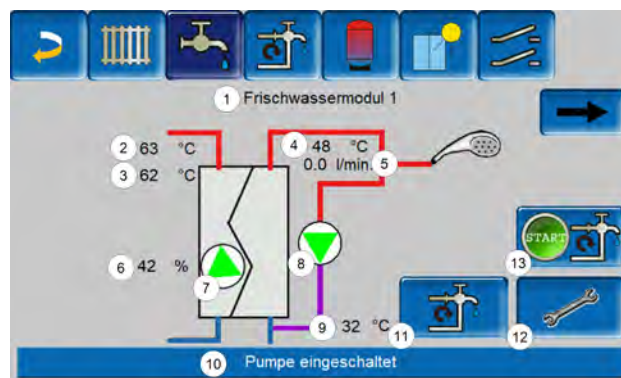 1 Frischwassermodul 1
2 63 °C
4 48 °C
3 62 °C
0.0 l/min. 5
START
13
6 42 %
7
8
9 32 °C
11
12
10 Pumpe eingeschaltet